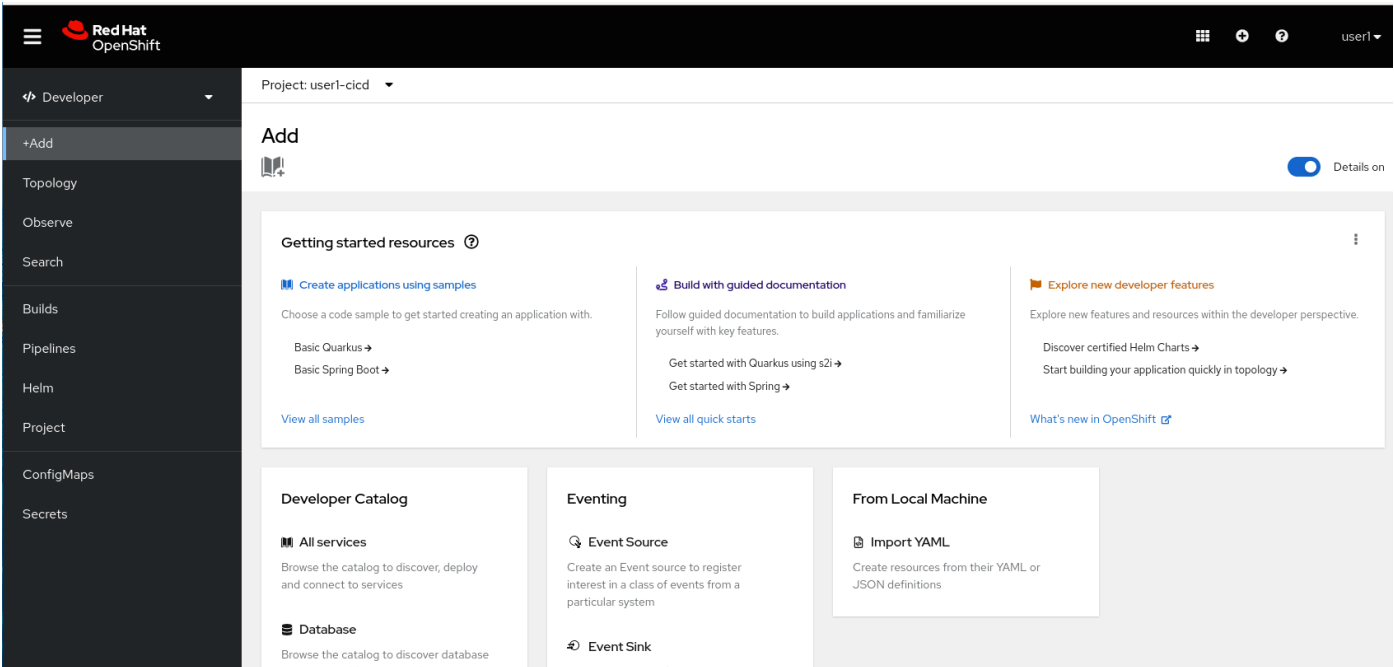 Red Hat
OpenShift
user1
Developer
+Add
Topology
Observe
Search
Builds
Pipelines
Helm
Project
ConfigMaps
Secrets
Project: user1-cicd
Add
Details on
Getting started resources
Create applications using samples
Choose a code sample to get started creating an application with.
Basic Quarkus
Basic Spring Boot
View all samples
Build with guided documentation
Follow guided documentation to build applications and familiarize
yourself with key features.
Get started with Quarkus using s2i
Get started with Spring
View all quick starts
Explore new developer features
Explore new features and resources within the developer perspective.
Discover certified Helm Charts
Start building your application quickly in topology
What's new in OpenShift
Developer Catalog
All services
Browse the catalog to discover, deploy
and connect to services
Database
Browse the catalog to discover database
Eventing
Event Source
Create an Event source to register
interest in a class of events from a
particular system
Event Sink
From Local Machine
Import YAML
Create resources from their YAML or
JSON definitions